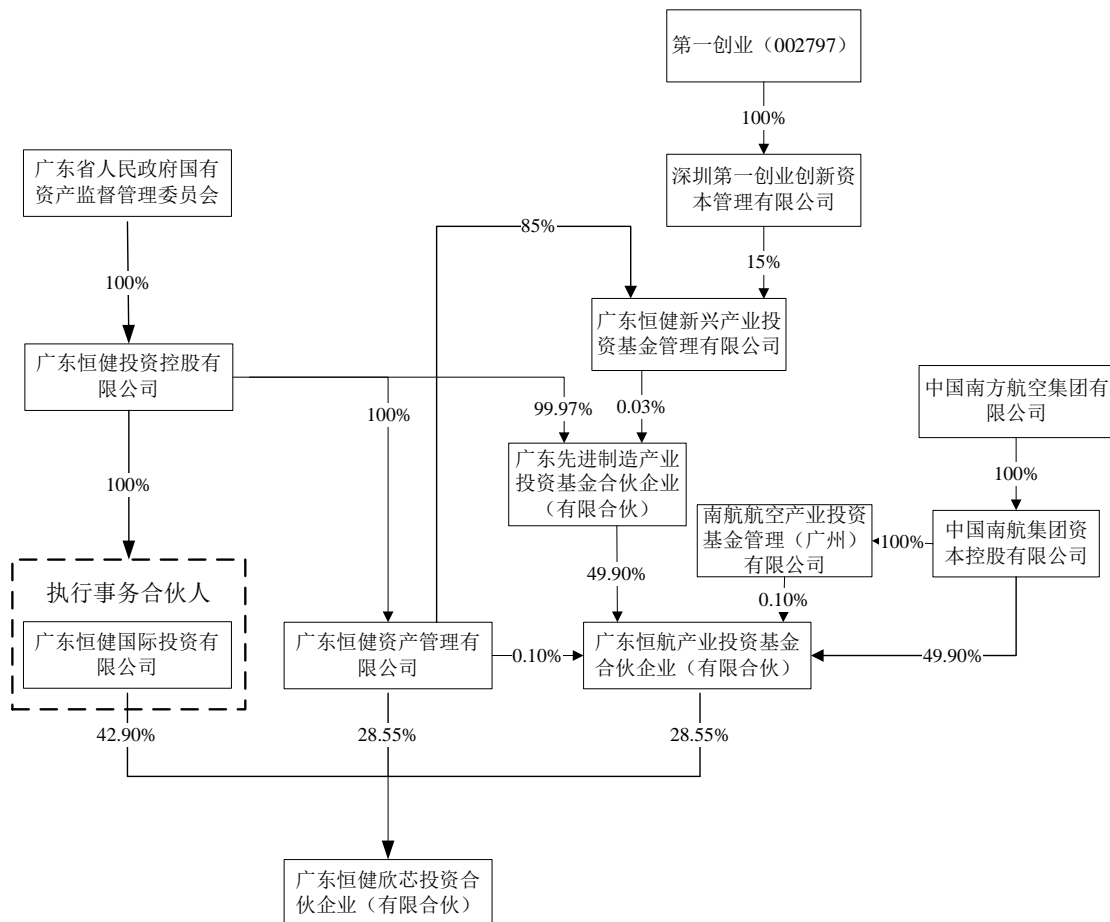 第一创业（002797）
100%
广东省人民政府国有
资产监督管理委员会
深圳第一创业创新资
本管理有限公司
85%
15%
100%
广东恒健新兴产业投
资基金管理有限公司
广东恒健投资控股有
限公司
中国南方航空集团有
限公司
100%
99.97%
0.03%
广东先进制造产业
投资基金合伙企业
（有限合伙）
100%
100%
南航航空产业投资
基金管理（广州）
有限公司
100%
中国南航集团资
本控股有限公司
49.90%
0.10%
执行事务合伙人
广东恒健国际投资有
限公司
广东恒健资产管理有
限公司
0.10%
广东恒航产业投资基金
合伙企业（有限合伙）
49.90%
42.90%
28.55%
28.55%
广东恒健欣芯投资合
伙企业（有限合伙）